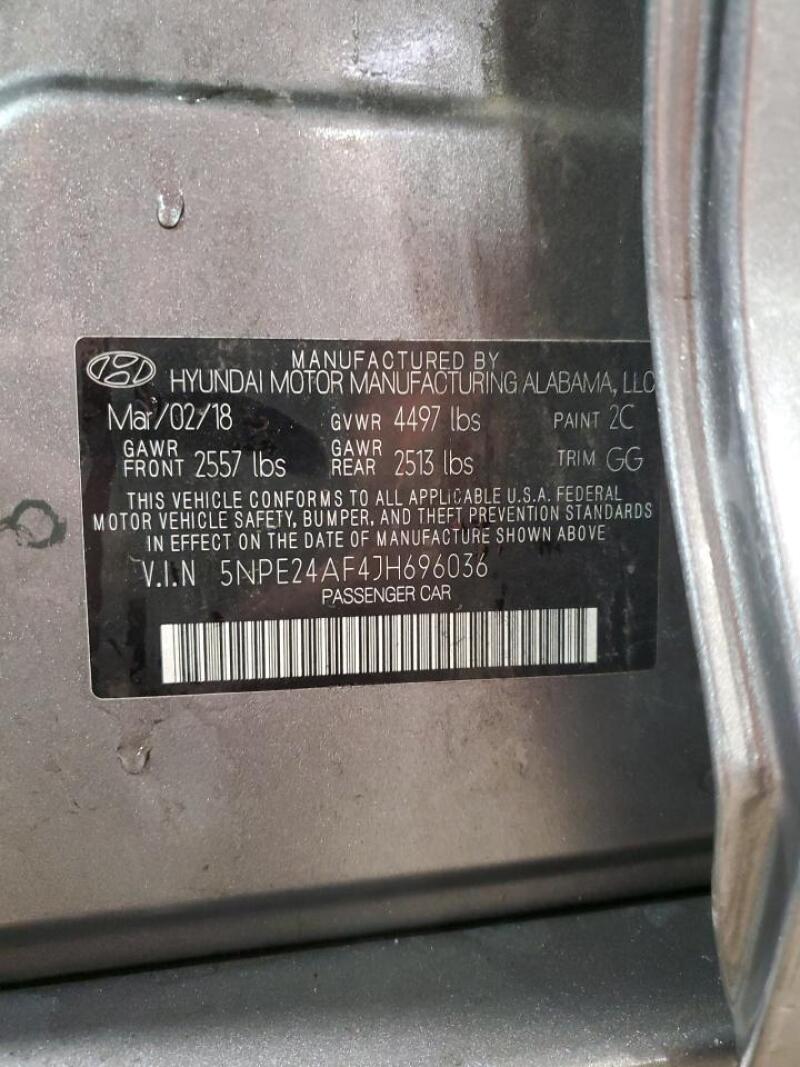 MANUFACTURED BY
HYUNDAI MOTOR MANUFACTURING ALABAMA, LLC
Mar/02/18 GVWR 4497 lbs PAINT 2C
GAWR FRONT 2557 lbs GAWR REAR 2513 lbs TRIM GG
THIS VEHICLE CONFORMS TO ALL APPLICABLE U.S.A. FEDERAL
MOTOR VEHICLE SAFETY, BUMPER, AND THEFT PREVENTION STANDARDS
IN EFFECT ON THE DATE OF MANUFACTURE SHOWN ABOVE
V.I.N 5NPE24AF4JH696036
PASSENGER CAR